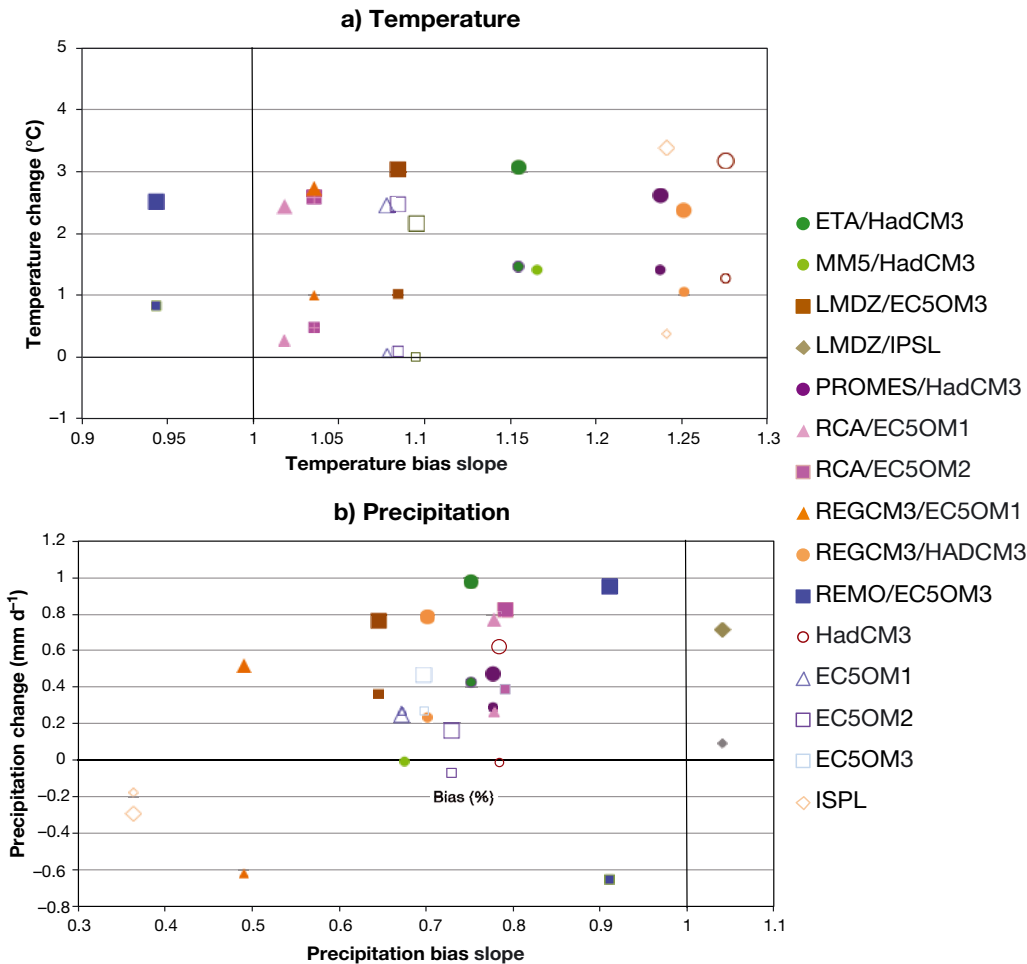 a) Temperature
Temperature change (°C)
5
4
3
2
1
0
−1
0.9 0.95 1 1.05 1.1 1.15 1.2 1.25 1.3
Temperature bias slope
b) Precipitation
Precipitation change (mm d−1)
1.2
1
0.8
0.6
0.4
0.2
0
−0.2
−0.4
−0.6
−0.8
Bias (%)
0.3 0.4 0.5 0.6 0.7 0.8 0.9 1 1.1
Precipitation bias slope
ETA/HadCM3
MM5/HadCM3
LMDZ/EC5OM3
LMDZ/IPSL
PROMES/HadCM3
RCA/EC5OM1
RCA/EC5OM2
REGCM3/EC5OM1
REGCM3/HADCM3
REMO/EC5OM3
HadCM3
EC5OM1
EC5OM2
EC5OM3
ISPL